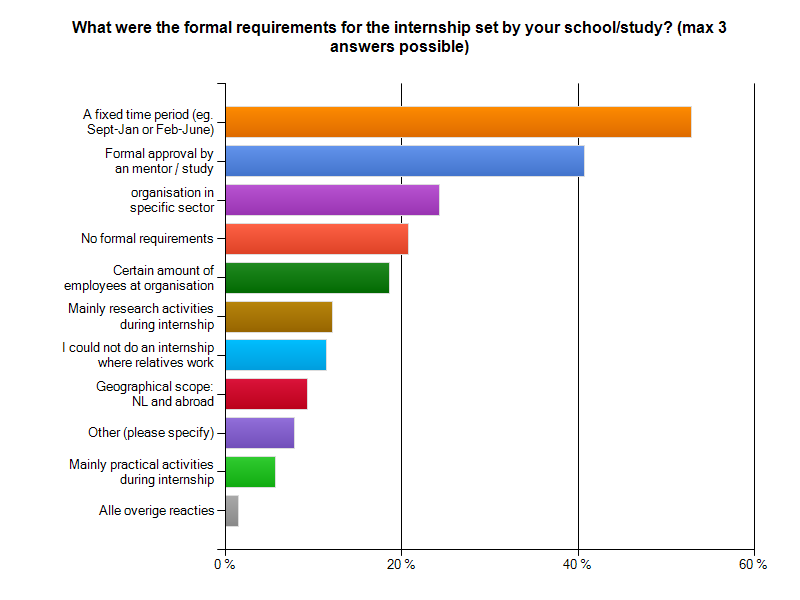 What were the formal requirements for the internship set by your school/study? (max 3
answers possible)
A fixed time period (eg.
Sept-Jan or Feb-June)
Formal approval by
an mentor / study
organisation in
specific sector
No formal requirements
Certain amount of
employees at organisation
Mainly research activities
during internship
I could not do an internship
where relatives work
Geographical scope:
NL and abroad
Other (please specify)
Mainly practical activities
during internship
Alle overige reacties
0 %
20 %
40 %
60 %